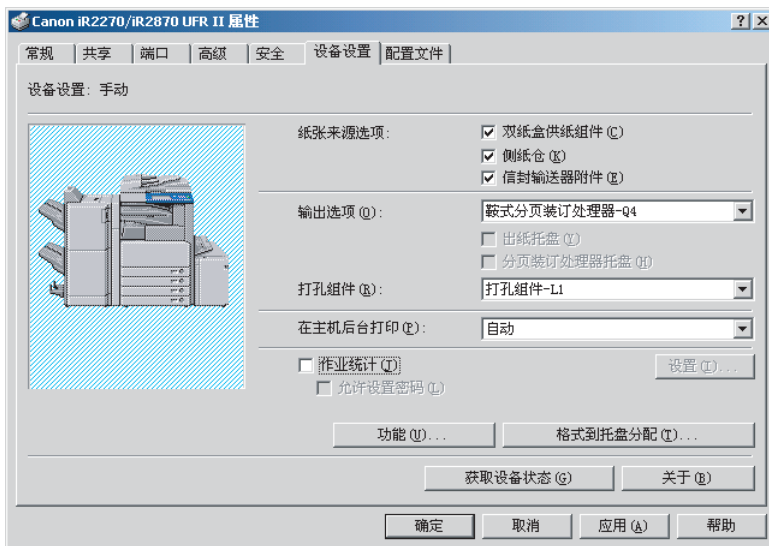 Canon iR2270/iR2870 UFR II 属性
常规 共享 端口 高级 安全 设备设置 配置文件
设备设置: 手动
纸张来源选项: 双纸盒供纸组件(C)
侧纸仓(K)
信封输送器附件(E)
输出选项(O): 鞍式分页装订处理器-Q4
出纸托盘(Y)
分页装订处理器托盘(H)
打孔组件(R): 打孔组件-L1
在主机后台打印(P): 自动
作业统计(J) 设置(I)...
允许设置密码(L)
功能(U)... 格式到托盘分配(T)...
获取设备状态(G) 关于(B)
确定 取消 应用(A) 帮助